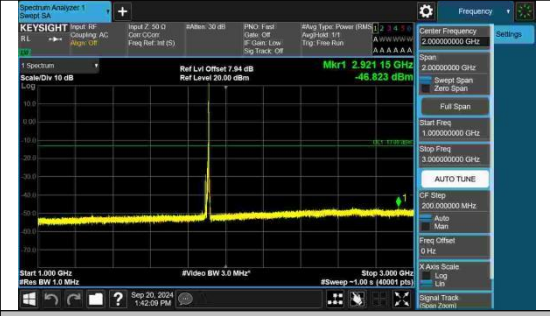 Spectrum Analyzer 1
Swept SA
+
Frequency
KEYSIGHT
RL
Input: RF
Coupling: AC
Align: Off
Input Z: 50 Ω
Corr CCorr
Freq Ref: Int (S)
#Atten: 30 dB
PNO: Fast
Gate: Off
IF Gain: Low
Sig Track: Off
#Avg Type: Power (RMS)
Avg|Hold: 1/1
Trig: Free Run
1 2 3 4 5 6
A W W W W W
A A A A A A
Center Frequency
2.000000000 GHz
Settings
Span
2.00000000 GHz
Swept Span
Zero Span
Full Span
Start Freq
1.000000000 GHz
Stop Freq
3.000000000 GHz
AUTO TUNE
CF Step
200.000000 MHz
Auto
Man
Freq Offset
0 Hz
X Axis Scale
Log
Lin
Signal Track
(Span Zoom)
1 Spectrum
Scale/Div 10 dB
Log
Ref Lvl Offset 7.94 dB
Ref Level 20.00 dBm
Mkr1 2.921 15 GHz
-46.823 dBm
10.0
0.00
-10.0
-20.0
-30.0
-40.0
-50.0
-60.0
-70.0
1
Start 1.000 GHz
#Res BW 1.0 MHz
#Video BW 3.0 MHz*
Stop 3.000 GHz
#Sweep ~1.00 s (40001 pts)
?
Sep 20, 2024
1:42:09 PM